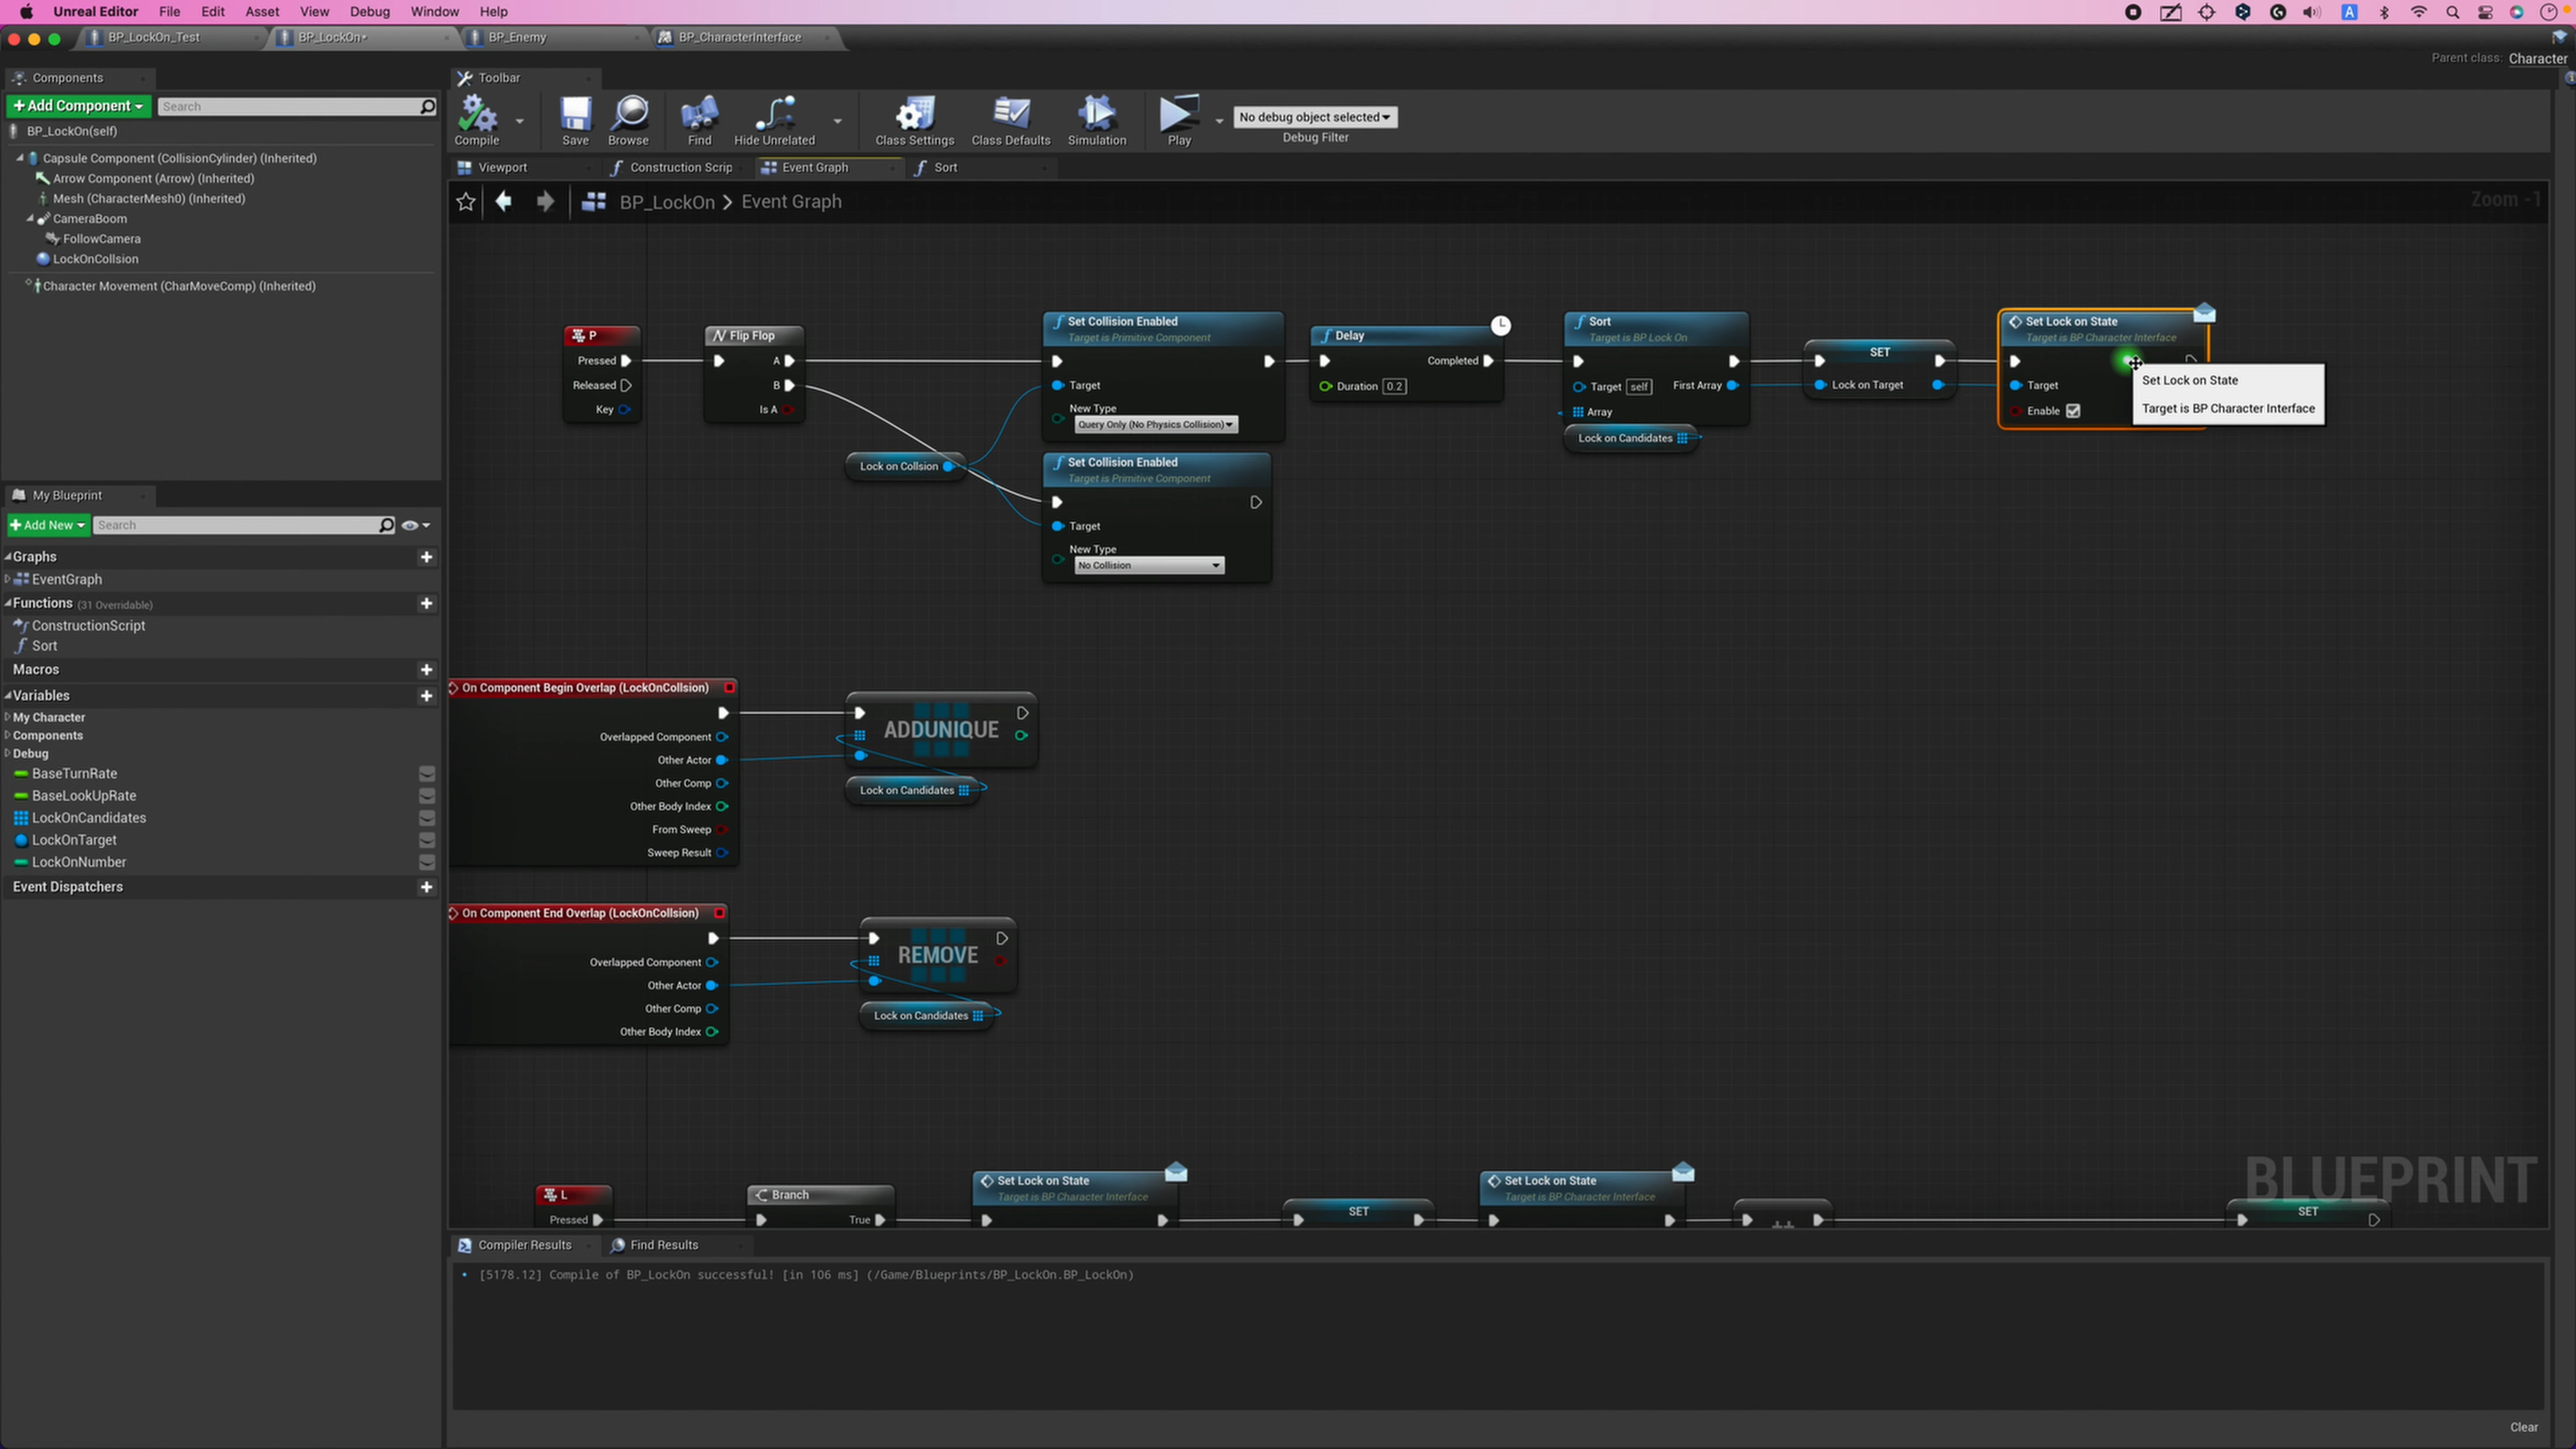 Unreal Editor File Edit Asset View Debug Window Help
A
BP_LockOn_Test
BP_LockOn*
BP_Enemy
BP_CharacterInterface
Parent class: Character
Components
Toolbar
+Add Component
Search
BP_LockOn(self)
Capsule Component (CollisionCylinder) (Inherited)
Arrow Component (Arrow) (Inherited)
Mesh (CharacterMesh0) (Inherited)
CameraBoom
FollowCamera
LockOnCollsion
Character Movement (CharMoveComp) (Inherited)
Compile
Save
Browse
Find
Hide Unrelated
Class Settings
Class Defaults
Simulation
Play
No debug object selected
Debug Filter
Viewport
Construction Scrip
Event Graph
Sort
BP_LockOn > Event Graph
Zoom -1
P
Pressed
Released
Key
Flip Flop
A
B
Is A
Set Collision Enabled
Target is Primitive Component
Target
New Type
Query Only (No Physics Collision)
Delay
Completed
Duration 0.2
Sort
Target is BP Lock On
Target self
First Array
Array
Lock on Candidates
SET
Lock on Target
Set Lock on State
Target is BP Character Interface
Target
Enable
Set Lock on State
Target is BP Character Interface
Lock on Collsion
Set Collision Enabled
Target is Primitive Component
Target
New Type
No Collision
My Blueprint
+Add New
Search
Graphs
EventGraph
Functions (31 Overridable)
ConstructionScript
Sort
Macros
Variables
My Character
Components
Debug
BaseTurnRate
BaseLookUpRate
LockOnCandidates
LockOnTarget
LockOnNumber
Event Dispatchers
On Component Begin Overlap (LockOnCollsion)
Overlapped Component
Other Actor
Other Comp
Other Body Index
From Sweep
Sweep Result
ADDUNIQUE
Lock on Candidates
On Component End Overlap (LockOnCollsion)
Overlapped Component
Other Actor
Other Comp
Other Body Index
REMOVE
Lock on Candidates
L
Pressed
Branch
True
Set Lock on State
Target is BP Character Interface
SET
Set Lock on State
Target is BP Character Interface
SET
BLUEPRINT
Compiler Results
Find Results
[5178.12] Compile of BP_LockOn successful! [in 106 ms] (/Game/Blueprints/BP_LockOn.BP_LockOn)
Clear